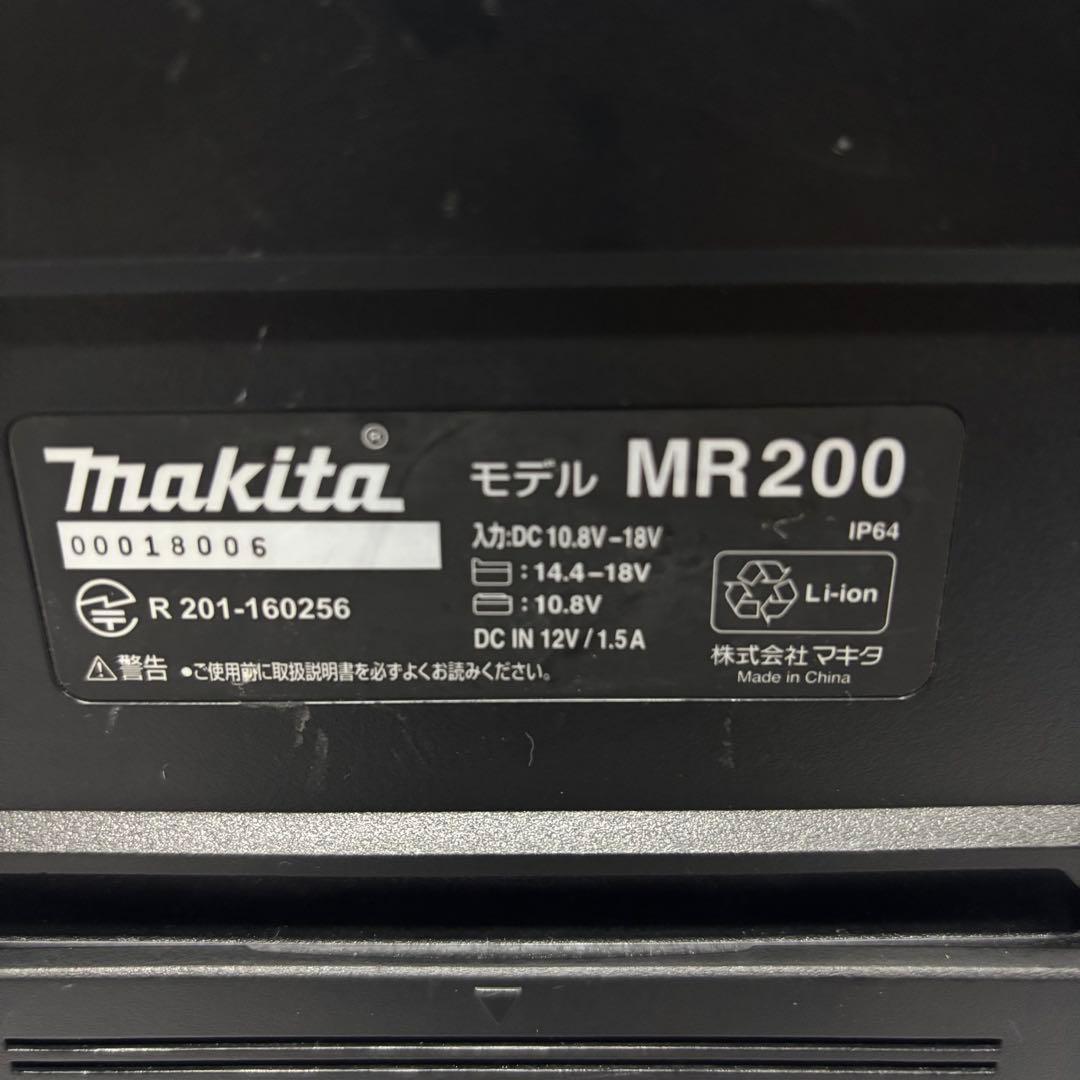 makita®
00018006
R 201-160256
警告 •ご使用前に取扱説明書を必ずよくお読みください。
モデル MR200
入力:DC 10.8V-18V
:14.4-18V
:10.8V
DC IN 12V/1.5A
IP64
Li-ion
株式会社マキタ
Made in China